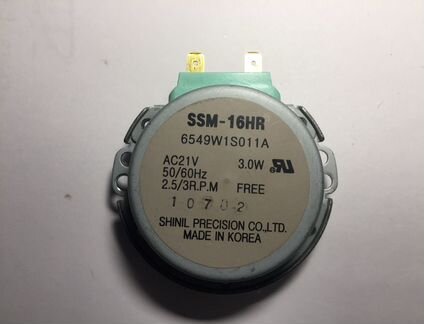 SSM-16HR
6549W1S011A
AC21V 3.0W
50/60Hz
2.5/3R.P.M FREE
10702
SHINIL PRECISION CO.,LTD.
MADE IN KOREA